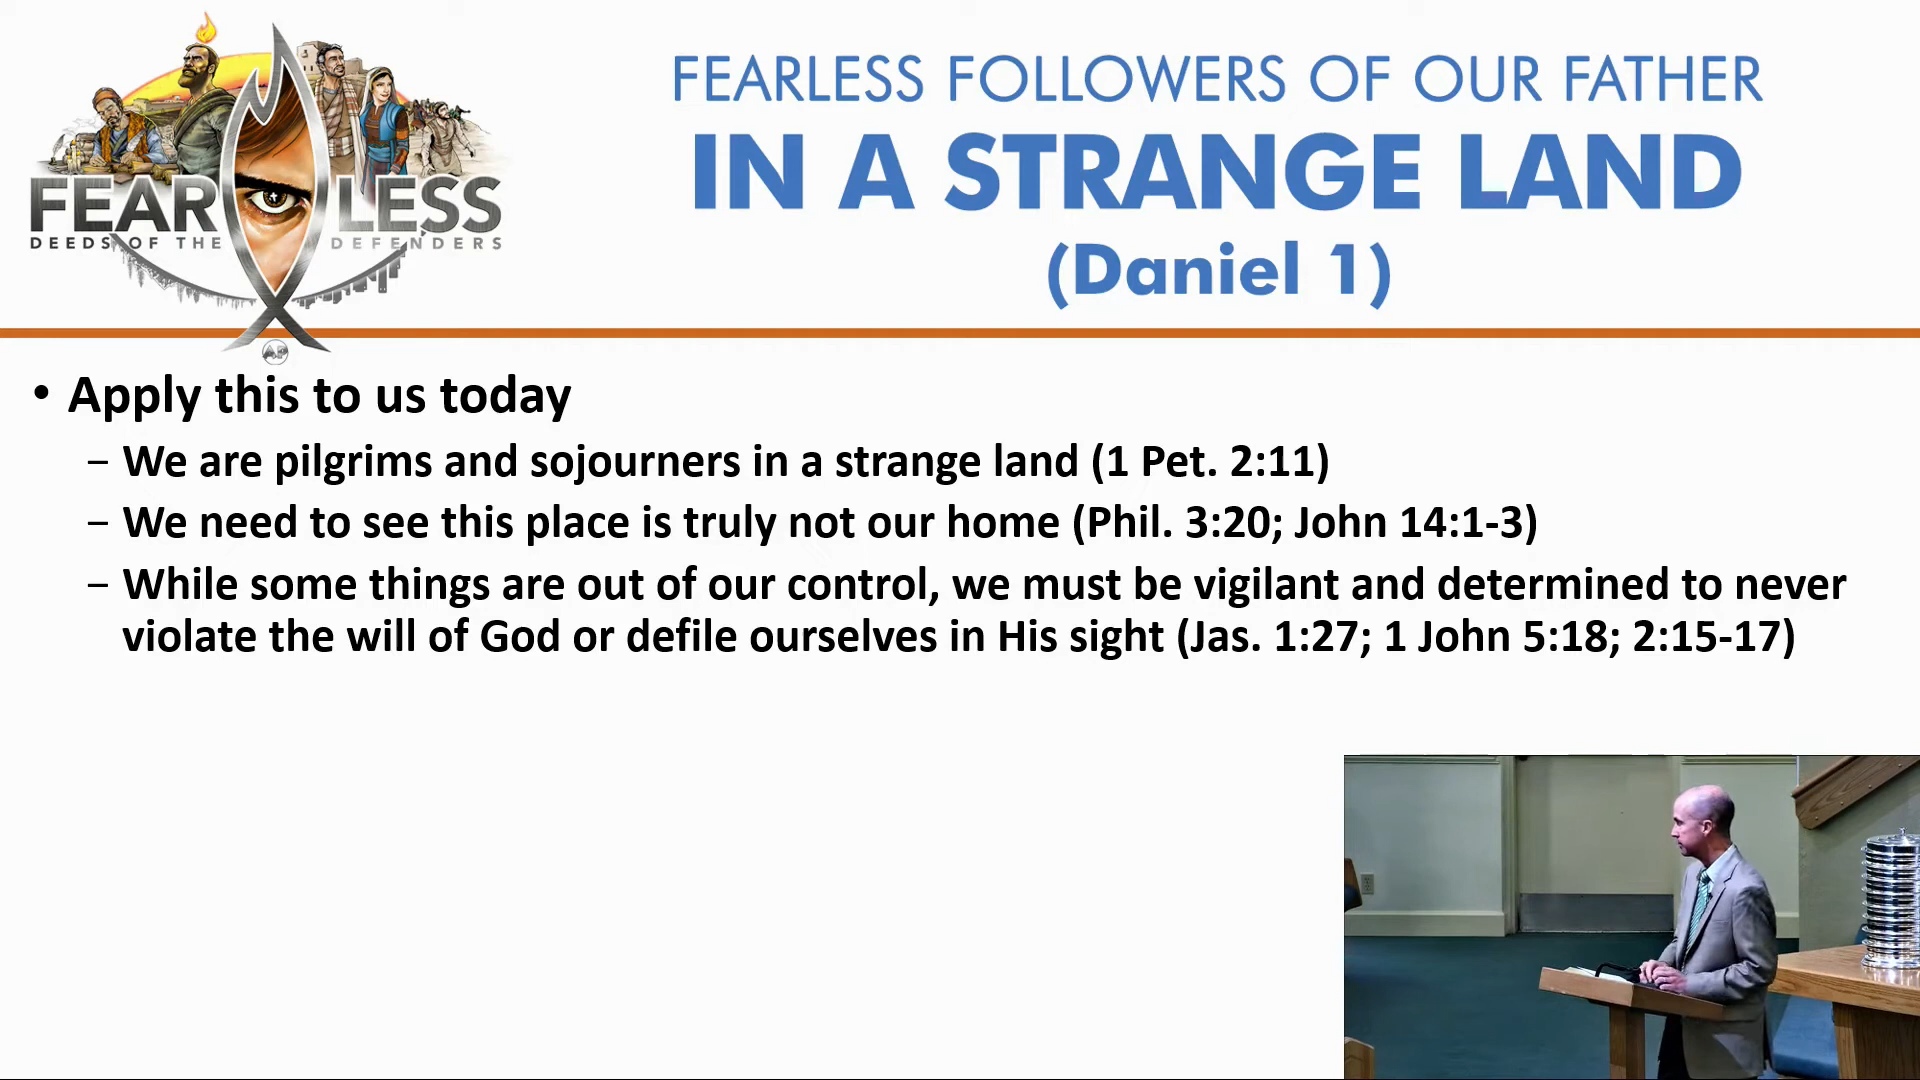 FEARLESS
DEEDS OF THE DEFENDERS
A.P
FEARLESS FOLLOWERS OF OUR FATHER
IN A STRANGE LAND
(Daniel 1)
• Apply this to us today
– We are pilgrims and sojourners in a strange land (1 Pet. 2:11)
– We need to see this place is truly not our home (Phil. 3:20; John 14:1-3)
– While some things are out of our control, we must be vigilant and determined to never
violate the will of God or defile ourselves in His sight (Jas. 1:27; 1 John 5:18; 2:15-17)